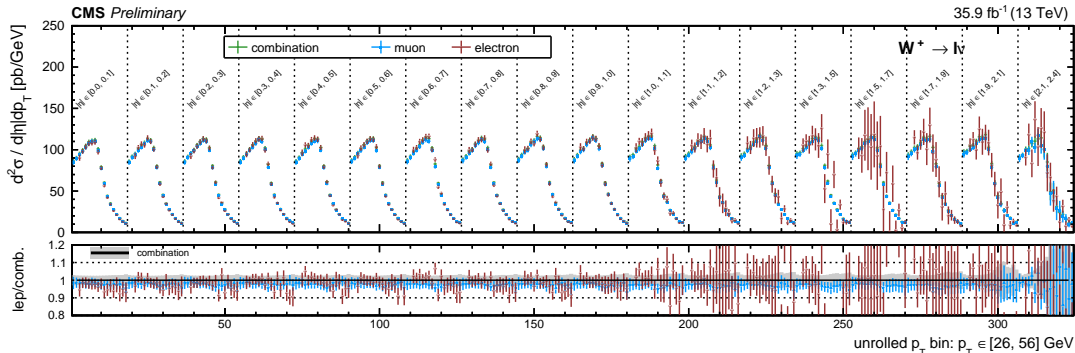 CMS Preliminary
35.9 fb⁻¹ (13 TeV)
d²σ / d|η|dp_T [pb/GeV]
250
200
150
100
50
0
combination
muon
electron
W⁺ → lν
|η| ∈ [0.0, 0.1]
|η| ∈ [0.1, 0.2]
|η| ∈ [0.2, 0.3]
|η| ∈ [0.3, 0.4]
|η| ∈ [0.4, 0.5]
|η| ∈ [0.5, 0.6]
|η| ∈ [0.6, 0.7]
|η| ∈ [0.7, 0.8]
|η| ∈ [0.8, 0.9]
|η| ∈ [0.9, 1.0]
|η| ∈ [1.0, 1.1]
|η| ∈ [1.1, 1.2]
|η| ∈ [1.2, 1.3]
|η| ∈ [1.3, 1.5]
|η| ∈ [1.5, 1.7]
|η| ∈ [1.7, 1.9]
|η| ∈ [1.9, 2.1]
|η| ∈ [2.1, 2.4]
lep/comb.
1.2
1.1
1
0.9
0.8
combination
50
100
150
200
250
300
unrolled p_T bin: p_T ∈ [26, 56] GeV